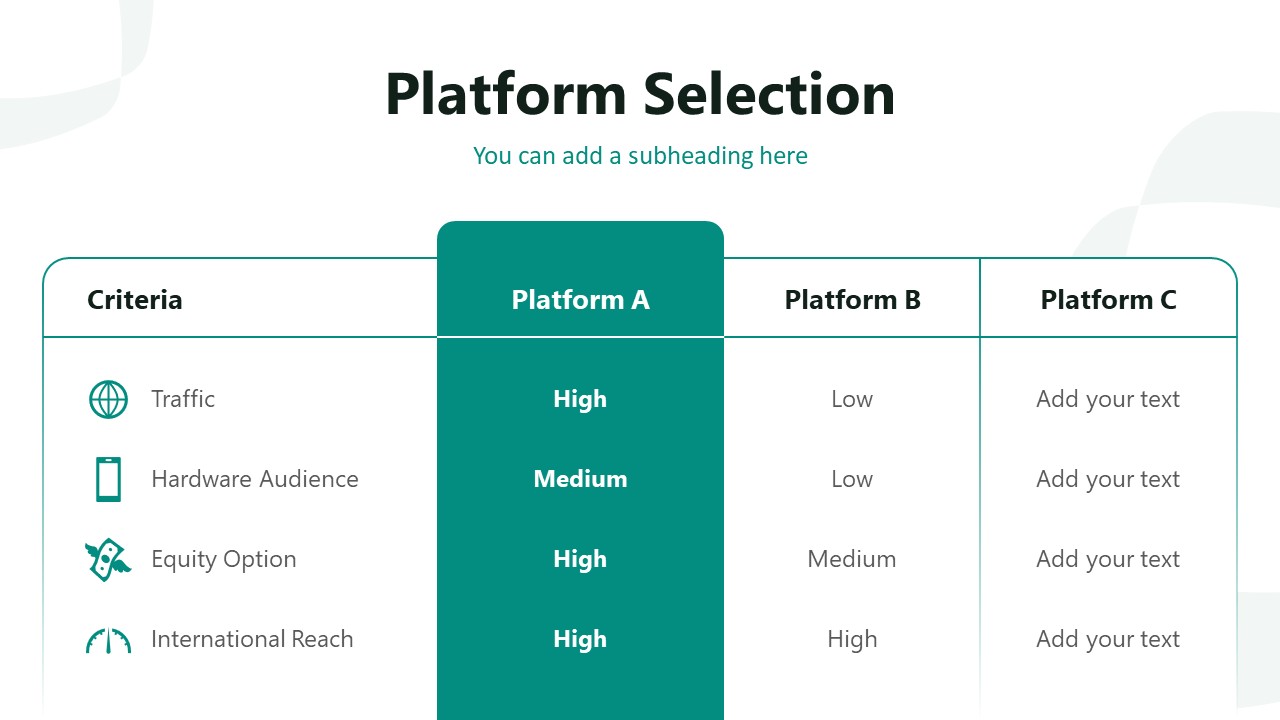 Platform Selection
You can add a subheading here
Criteria Platform A Platform B Platform C
Traffic High Low Add your text
Hardware Audience Medium Low Add your text
Equity Option High Medium Add your text
International Reach High High Add your text